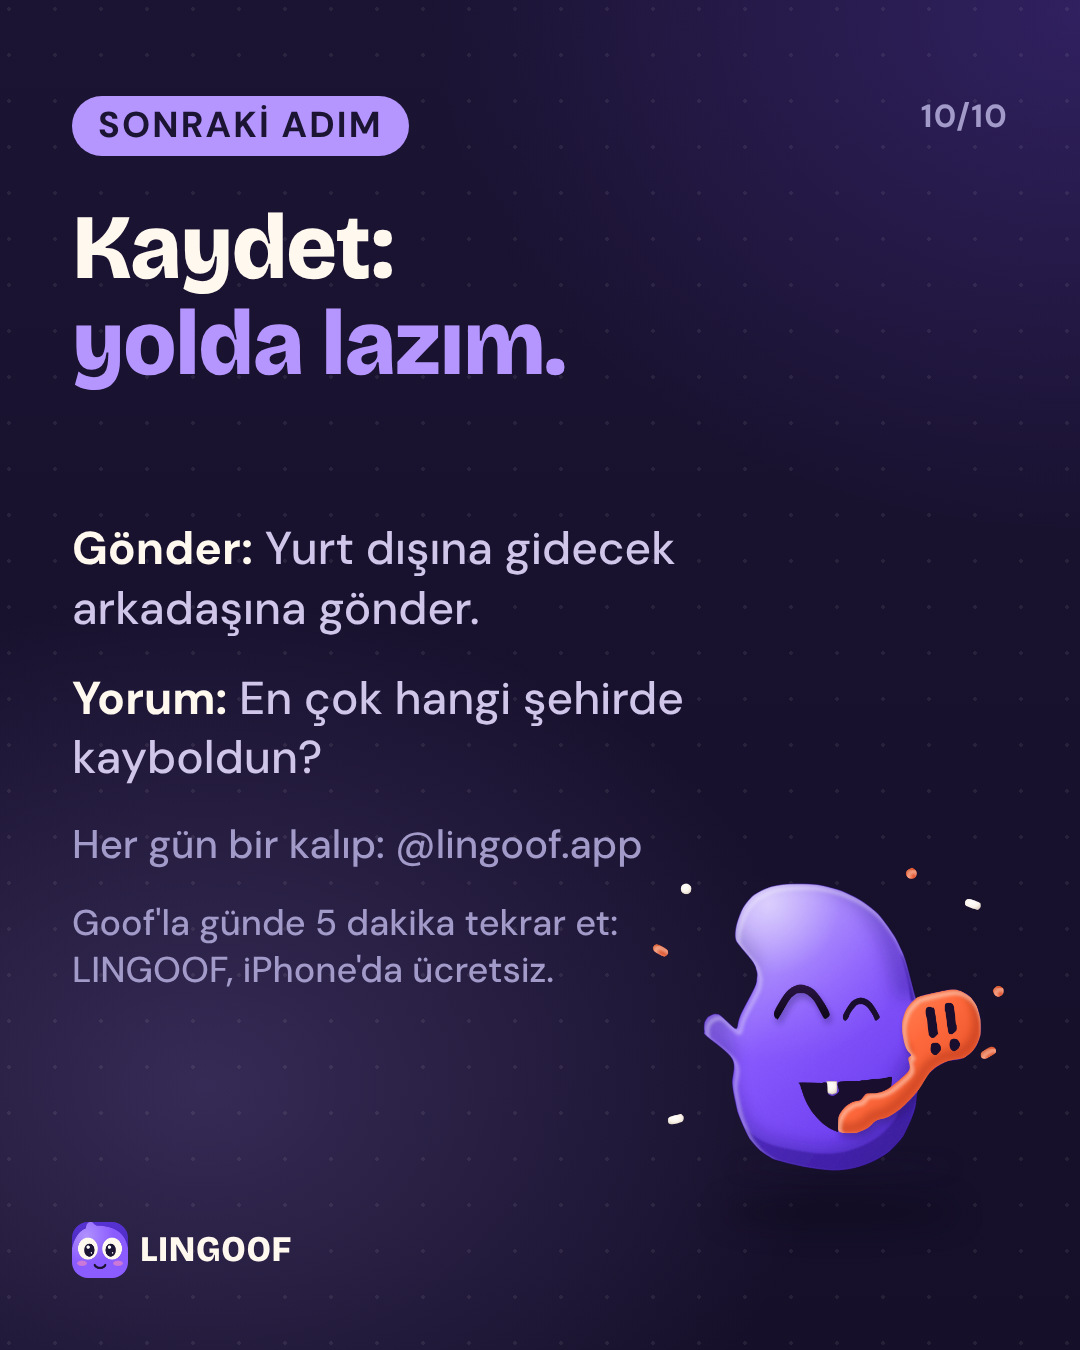 SONRAKİ ADIM
10/10
Kaydet:
yolda lazım.
Gönder: Yurt dışına gidecek
arkadaşına gönder.
Yorum: En çok hangi şehirde
kayboldun?
Her gün bir kalıp: @lingoof.app
Goof'la günde 5 dakika tekrar et:
LINGOOF, iPhone'da ücretsiz.
!!
LINGOOF